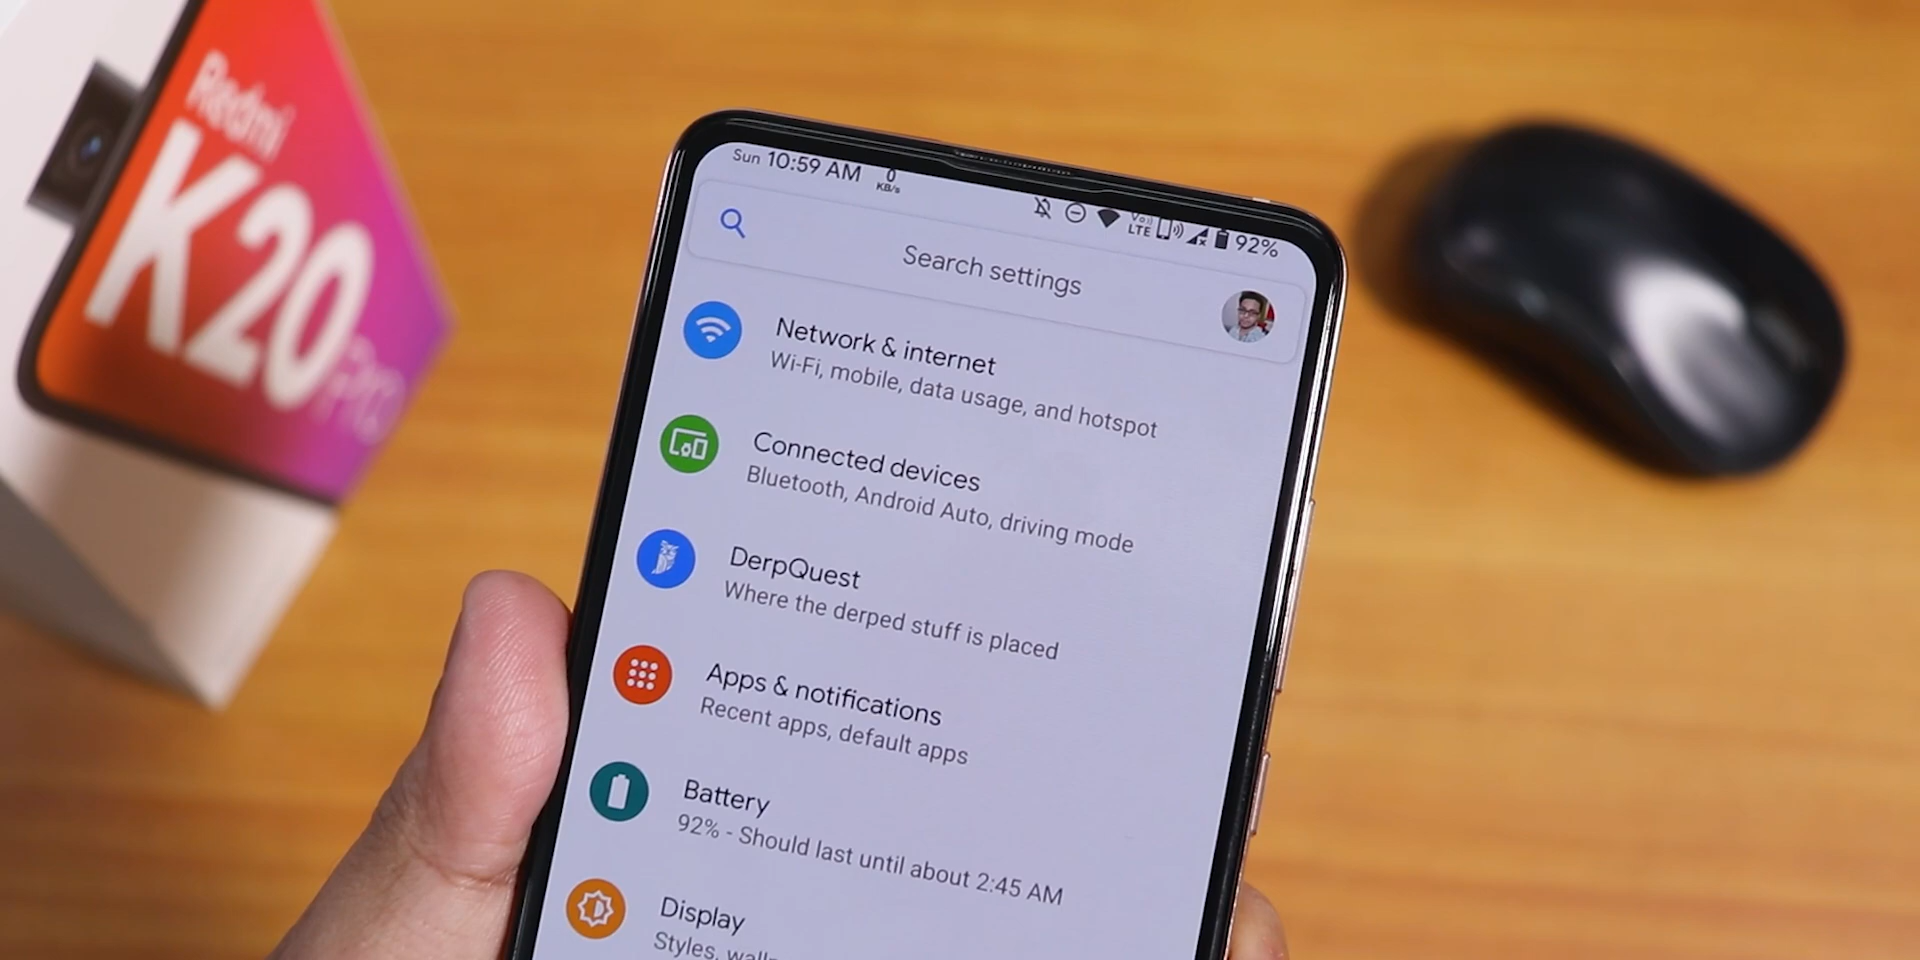 Redmi
K20
Pro
Sun 10:59 AM 0 KB/s
Vo)) LTE 92%
Search settings
Network & internet
Wi-Fi, mobile, data usage, and hotspot
Connected devices
Bluetooth, Android Auto, driving mode
DerpQuest
Where the derped stuff is placed
Apps & notifications
Recent apps, default apps
Battery
92% - Should last until about 2:45 AM
Display
Styles,